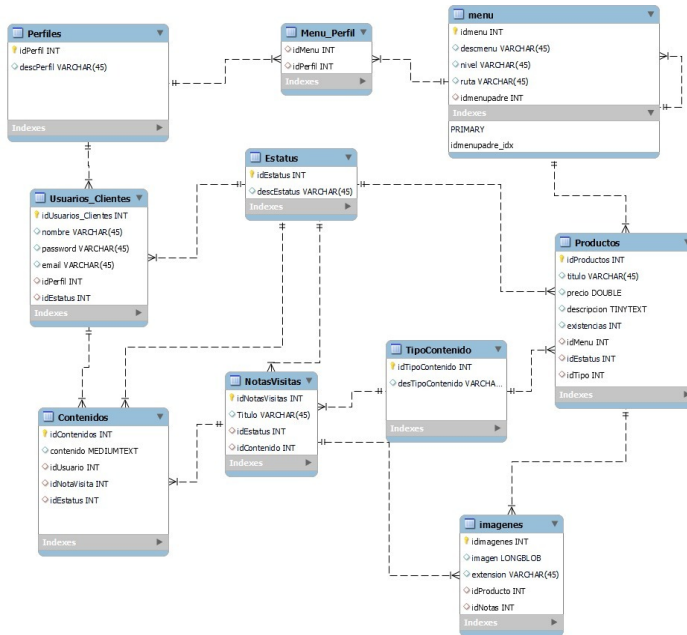 Perfiles
idPerfil INT
descPerfil VARCHAR(45)
Indexes
Menu_Perfil
idMenu INT
idPerfil INT
Indexes
menu
idmenu INT
descmenu VARCHAR(45)
nivel VARCHAR(45)
ruta VARCHAR(45)
idmenupadre INT
Indexes
PRIMARY
idmenupadre_idx
Estatus
idEstatus INT
descEstatus VARCHAR(45)
Indexes
Usuarios_Clientes
idUsuarios_Clientes INT
nombre VARCHAR(45)
password VARCHAR(45)
email VARCHAR(45)
idPerfil INT
idEstatus INT
Indexes
Productos
idProductos INT
titulo VARCHAR(45)
precio DOUBLE
descripcion TINYTEXT
existencias INT
idMenu INT
idEstatus INT
idTipo INT
Indexes
TipoContenido
idTipoContenido INT
desTipoContenido VARCHA...
Indexes
NotasVisitas
idNotasVisitas INT
Titulo VARCHAR(45)
idEstatus INT
idContenido INT
Indexes
Contenidos
idContenidos INT
contenido MEDIUMTEXT
idUsuario INT
idNotaVisita INT
idEstatus INT
Indexes
imagenes
idimagenes INT
imagen LONGBLOB
extension VARCHAR(45)
idProducto INT
idNotas INT
Indexes